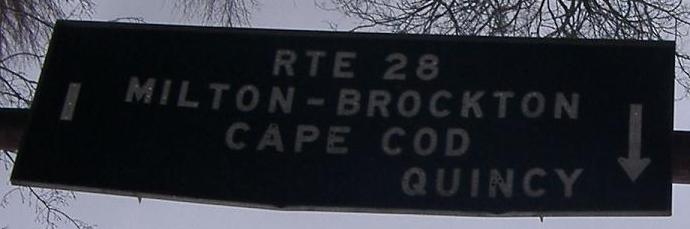 RTE 28
MILTON-BROCKTON
CAPE COD
QUINCY